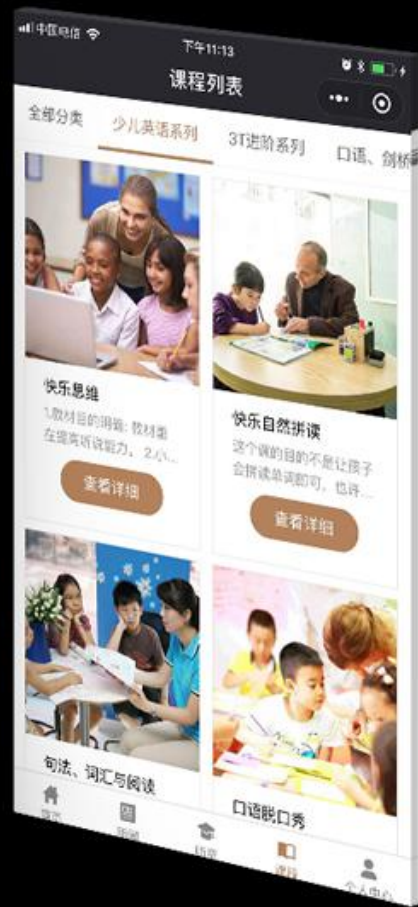 中国电信
下午11:13
课程列表
全部分类
少儿英语系列
3T进阶系列
口语、剑桥
快乐思维
1.教材目的明确: 教材重
在提高听说能力， 2.小...
查看详细
快乐自然拼读
这个课的目的不是让孩子
会拼读单词即可，也许...
查看详细
句法、词汇与阅读
口语脱口秀
首页
课程
个人中心